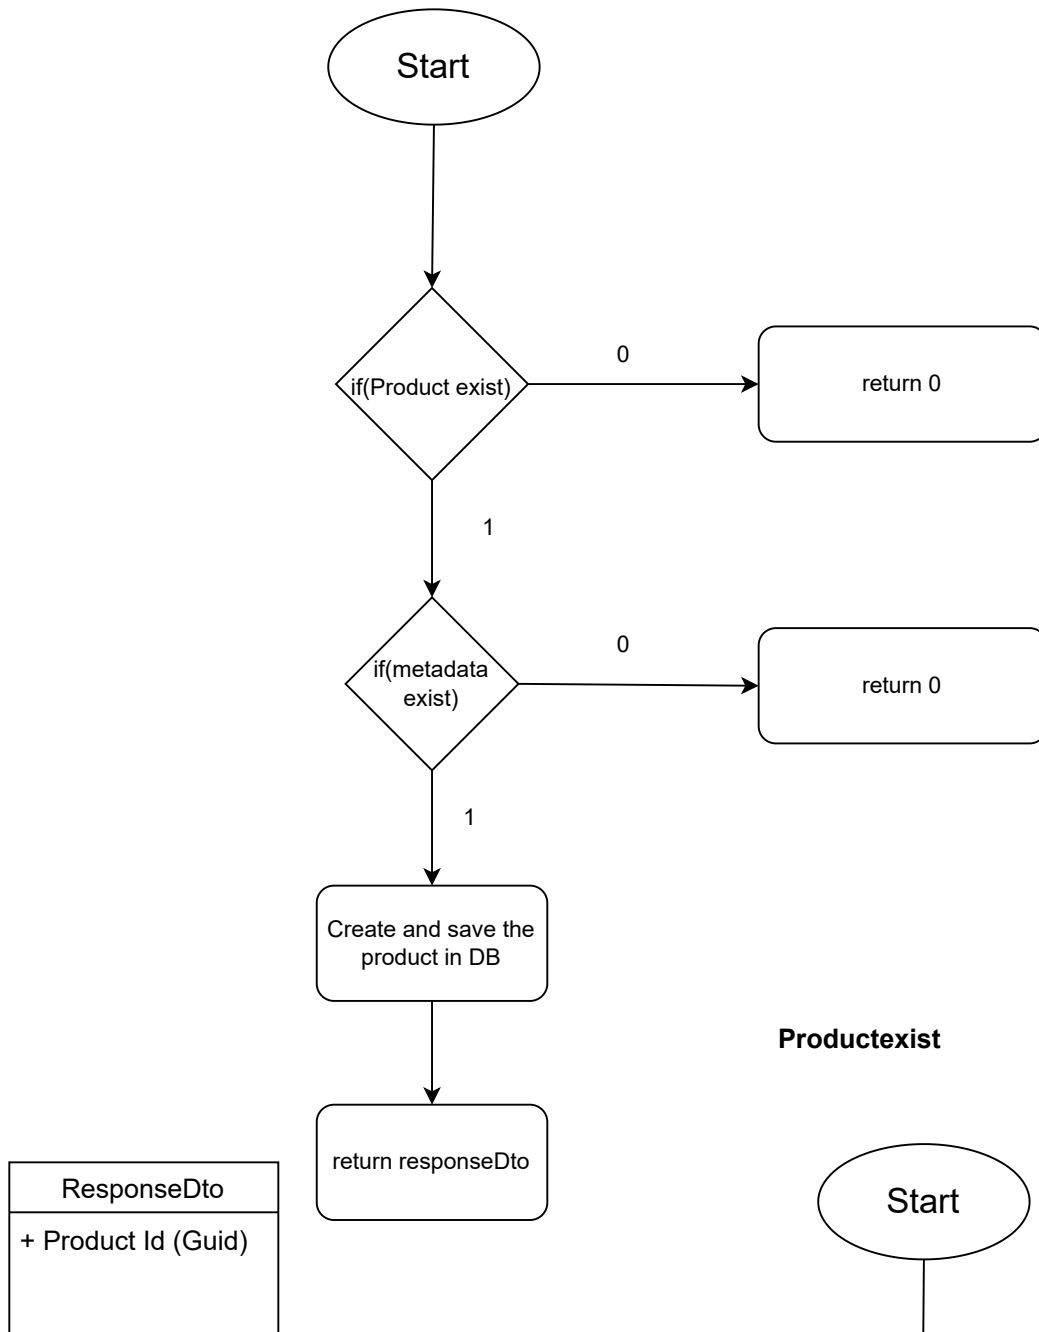 Start
if(Product exist)
0
return 0
1
if(metadata
exist)
0
return 0
1
Create and save the
product in DB
Productexist
return responseDto
ResponseDto
+ Product Id (Guid)
Start